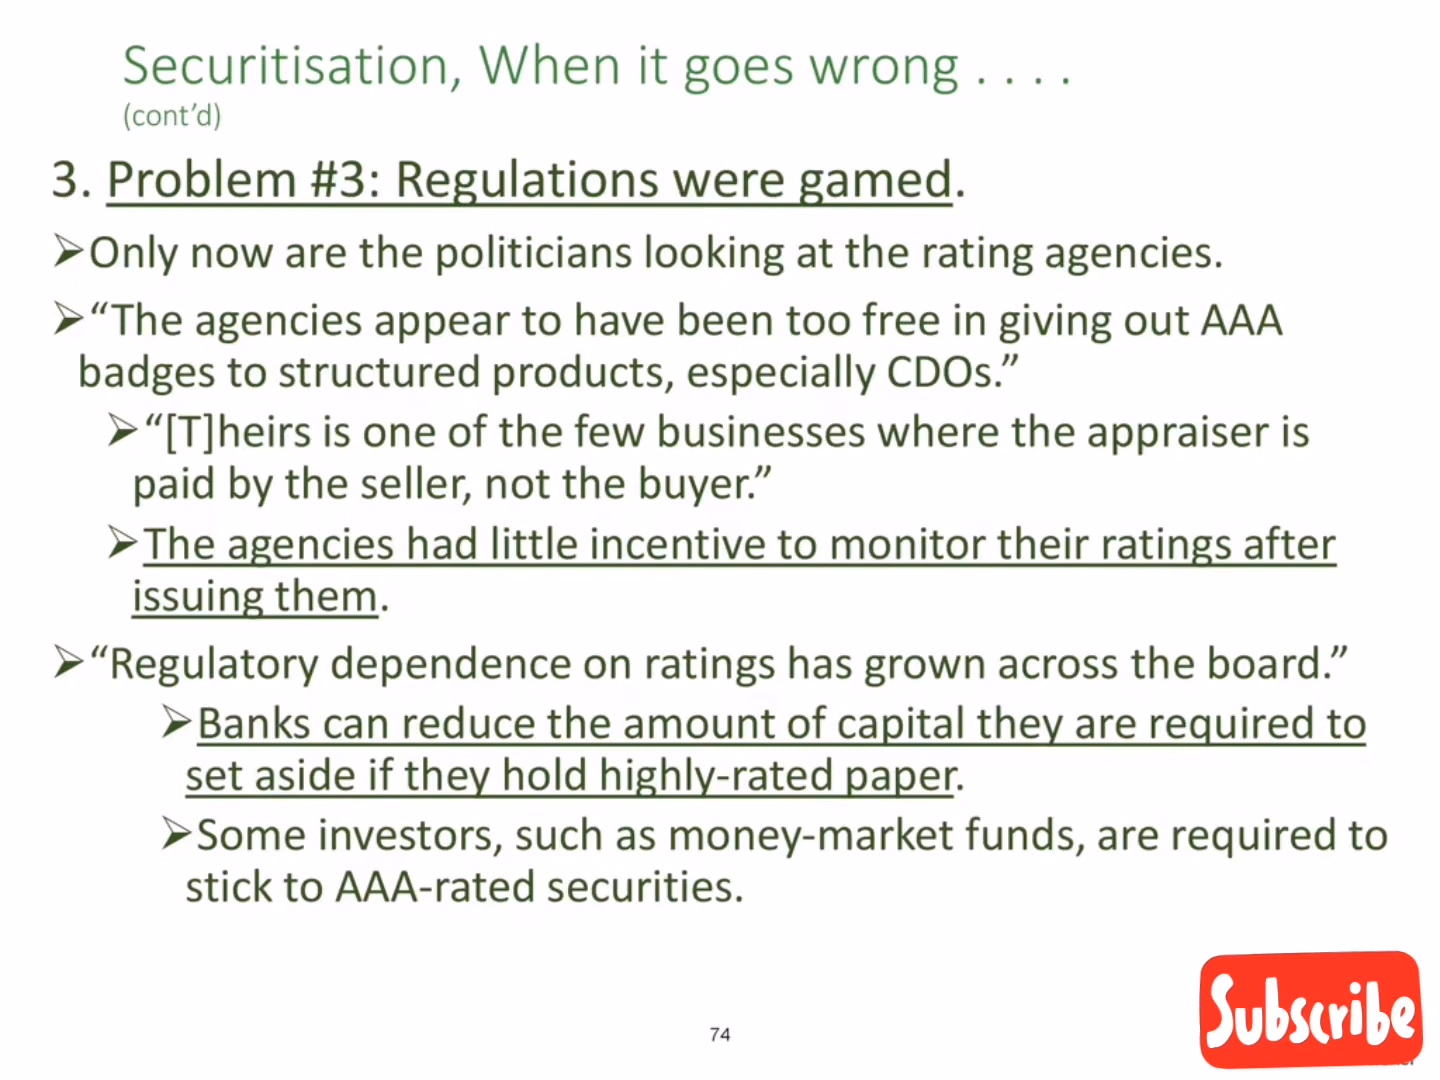 Securitisation, When it goes wrong . . . .
(cont’d)
3. Problem #3: Regulations were gamed.
➢Only now are the politicians looking at the rating agencies.
➢“The agencies appear to have been too free in giving out AAA
badges to structured products, especially CDOs.”
➢“[T]heirs is one of the few businesses where the appraiser is
paid by the seller, not the buyer.”
➢The agencies had little incentive to monitor their ratings after
issuing them.
➢“Regulatory dependence on ratings has grown across the board.”
➢Banks can reduce the amount of capital they are required to
set aside if they hold highly-rated paper.
➢Some investors, such as money-market funds, are required to
stick to AAA-rated securities.
74
Subscribe